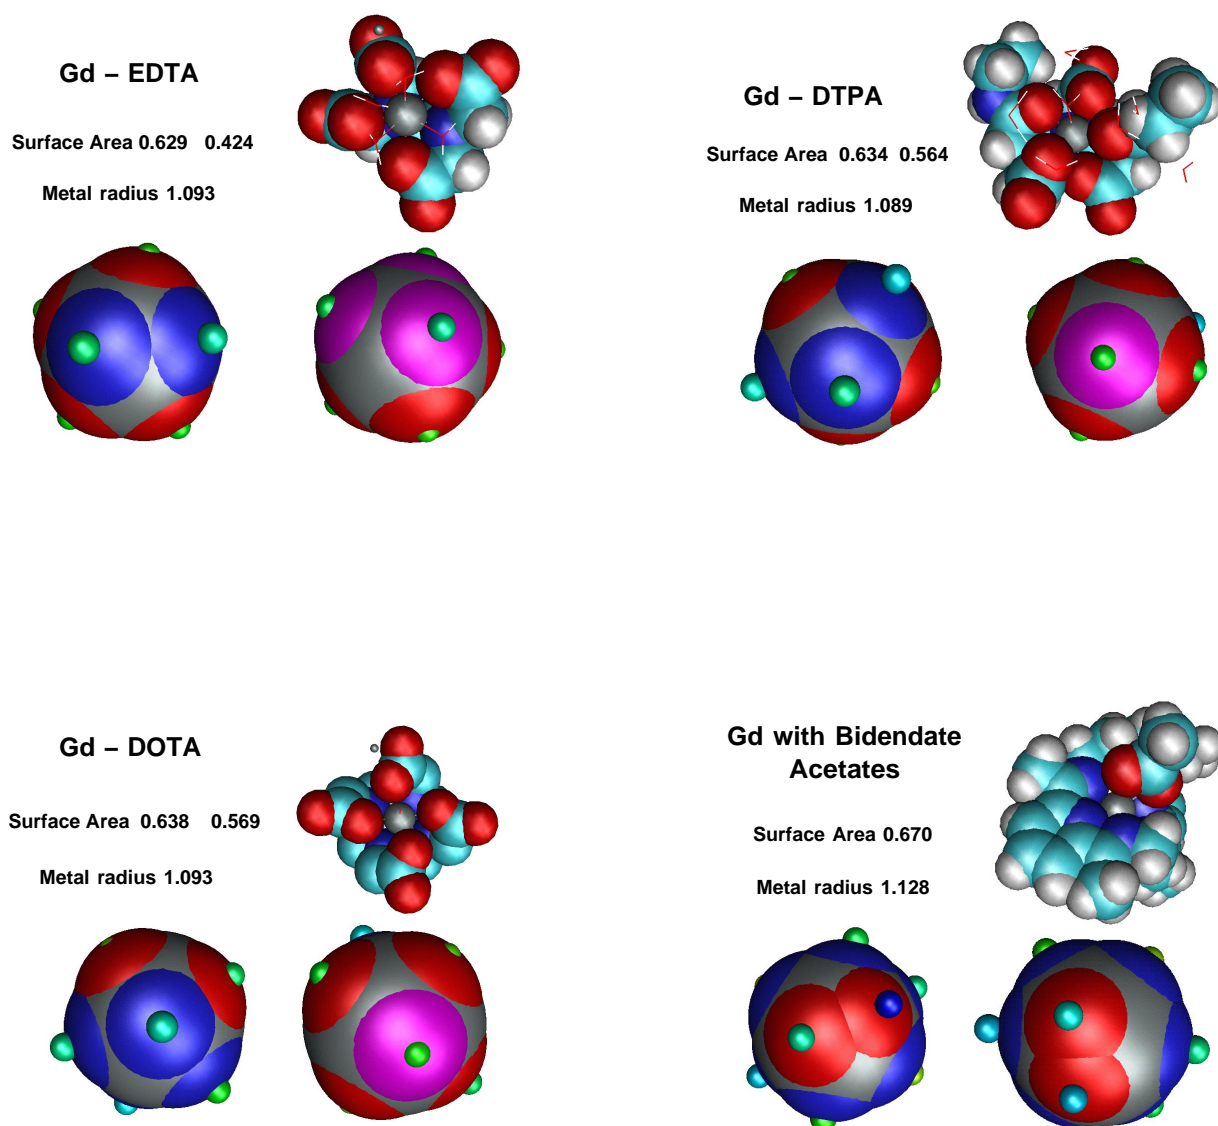 Gd – EDTA
Surface Area 0.629 0.424
Metal radius 1.093
Gd – DTPA
Surface Area 0.634 0.564
Metal radius 1.089
Gd – DOTA
Surface Area 0.638 0.569
Metal radius 1.093
Gd with Bidendate
Acetates
Surface Area 0.670
Metal radius 1.128